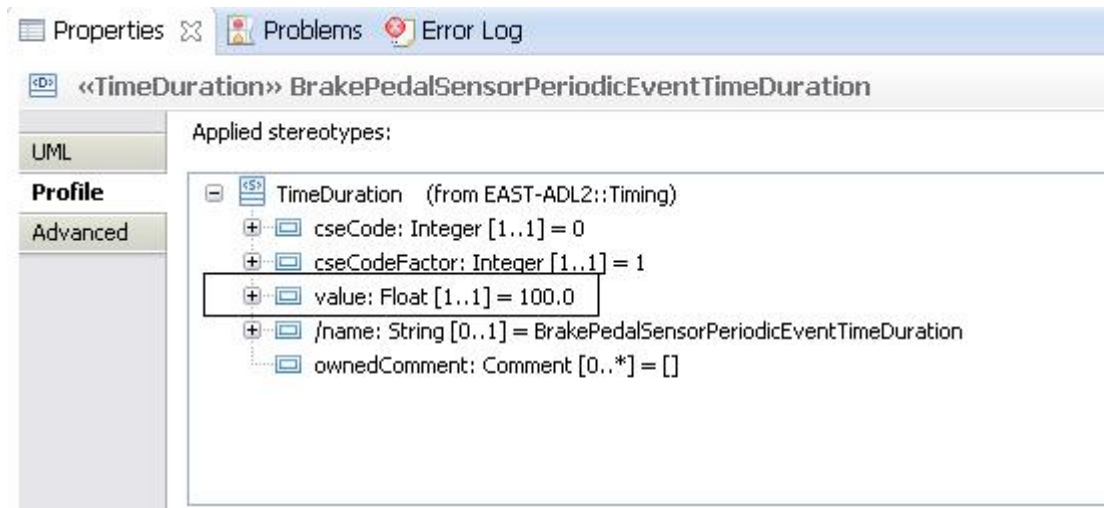 Properties Problems Error Log
<D> «TimeDuration» BrakePedalSensorPeriodicEventTimeDuration
Applied stereotypes:
UML
Profile
Advanced
<S> TimeDuration (from EAST-ADL2::Timing)
cseCode: Integer [1..1] = 0
cseCodeFactor: Integer [1..1] = 1
value: Float [1..1] = 100.0
/name: String [0..1] = BrakePedalSensorPeriodicEventTimeDuration
ownedComment: Comment [0..*] = []